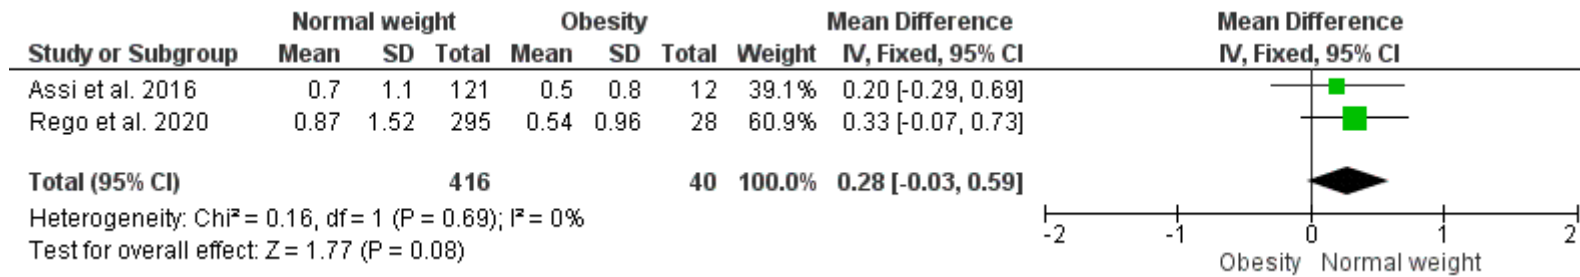 Normal weight Obesity Mean Difference Mean Difference
Study or Subgroup Mean SD Total Mean SD Total Weight IV, Fixed, 95% CI IV, Fixed, 95% CI
Assi et al. 2016 0.7 1.1 121 0.5 0.8 12 39.1% 0.20 [-0.29, 0.69]
Rego et al. 2020 0.87 1.52 295 0.54 0.96 28 60.9% 0.33 [-0.07, 0.73]
Total (95% CI) 416 40 100.0% 0.28 [-0.03, 0.59]
Heterogeneity: Chi² = 0.16, df = 1 (P = 0.69); I² = 0%
Test for overall effect: Z = 1.77 (P = 0.08)
-2 -1 0 1 2
Obesity Normal weight